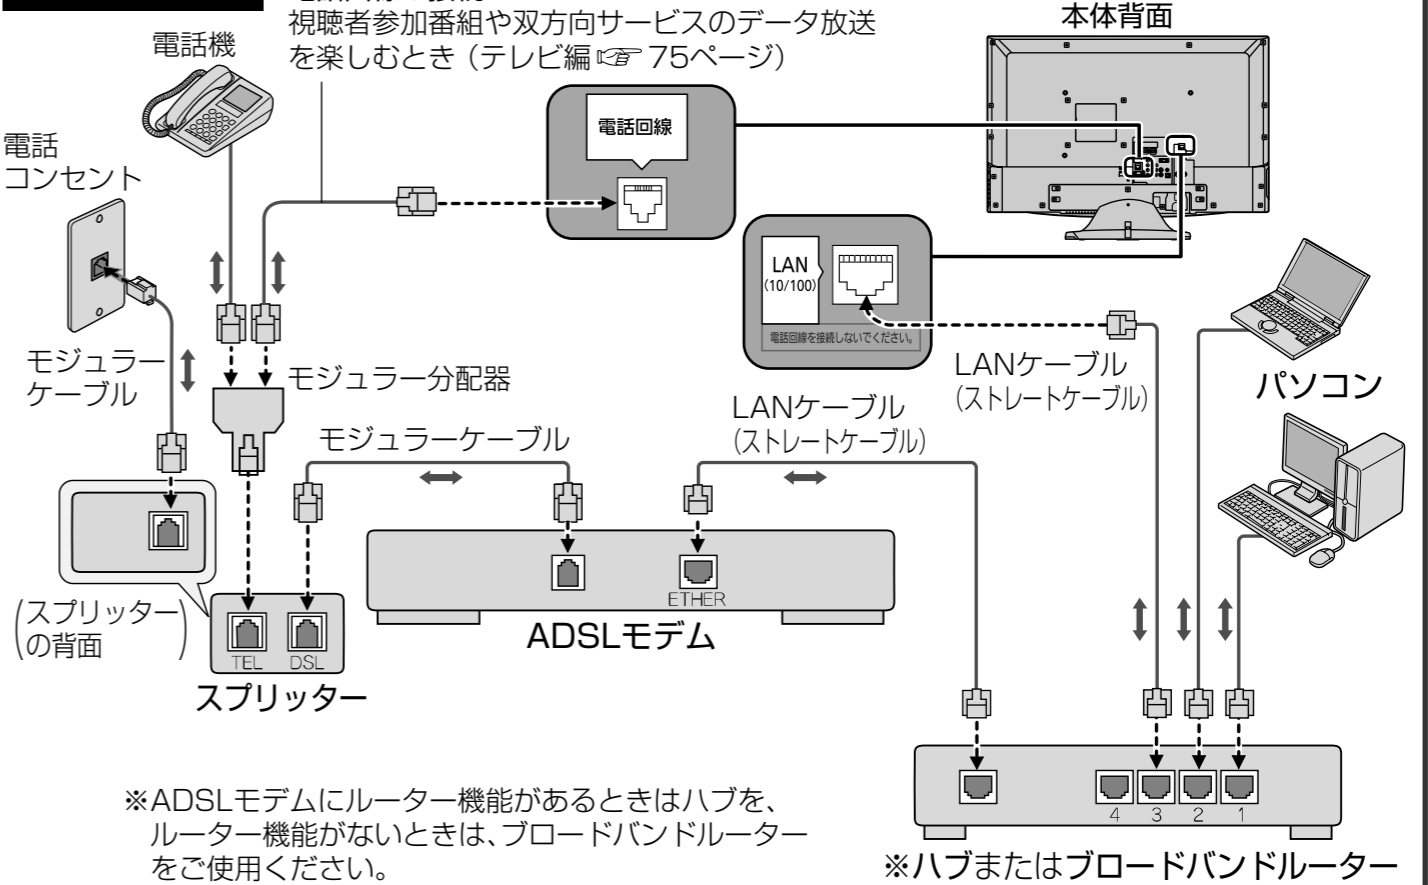 視聴者参加番組や双方向サービスのデータ放送
を楽しむとき（テレビ編☞75ページ）
本体背面
電話機
電話
コンセント
電話回線
LAN
(10/100)
電話回線を接続しないでください。
モジュラー
ケーブル
モジュラー分配器
モジュラーケーブル
LANケーブル
（ストレートケーブル）
LANケーブル
（ストレートケーブル）
パソコン
ETHER
ADSLモデム
（スプリッター
の背面）
TEL
DSL
スプリッター
4
3
2
1
※ハブまたはブロードバンドルーター
※ADSLモデムにルーター機能があるときはハブを、
ルーター機能がないときは、ブロードバンドルーター
をご使用ください。